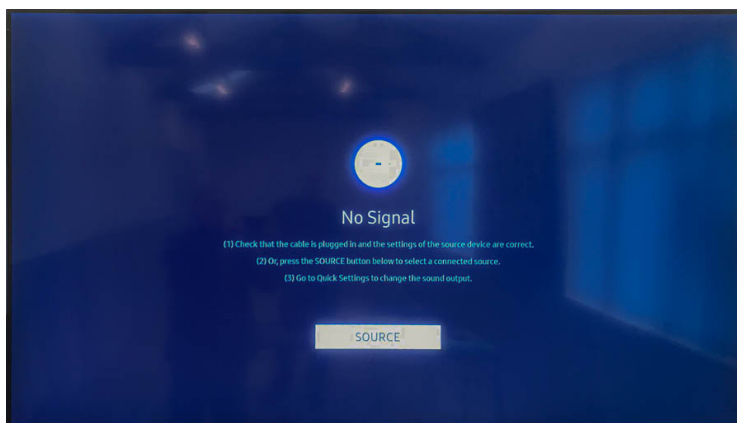 No Signal
(1) Check that the cable is plugged in and the settings of the source device are correct.
(2) Or, press the SOURCE button below to select a connected source.
(3) Go to Quick Settings to change the sound output.
SOURCE